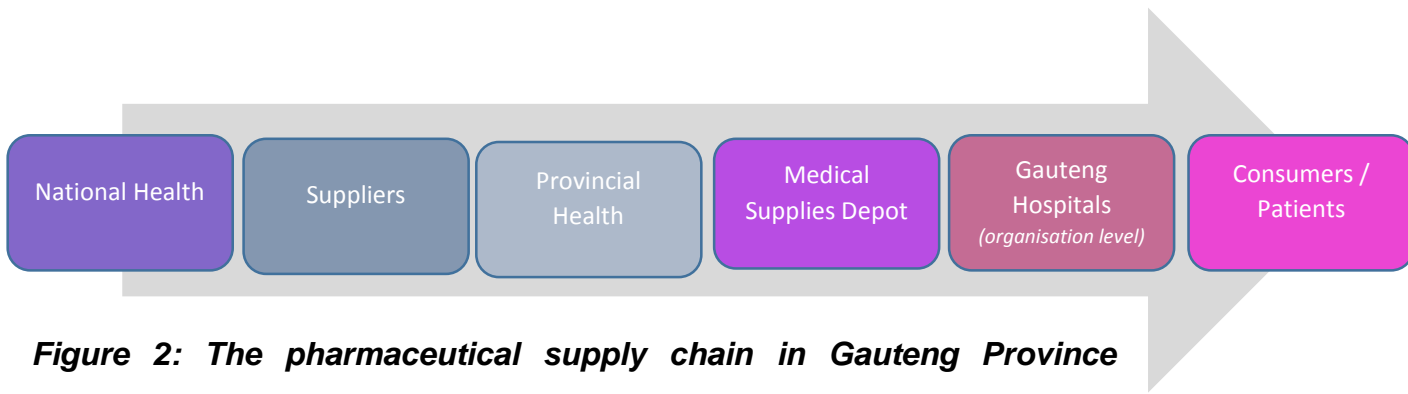 National Health
Suppliers
Provincial
Health
Medical
Supplies Depot
Gauteng
Hospitals
(organisation level)
Consumers /
Patients
Figure 2: The pharmaceutical supply chain in Gauteng Province